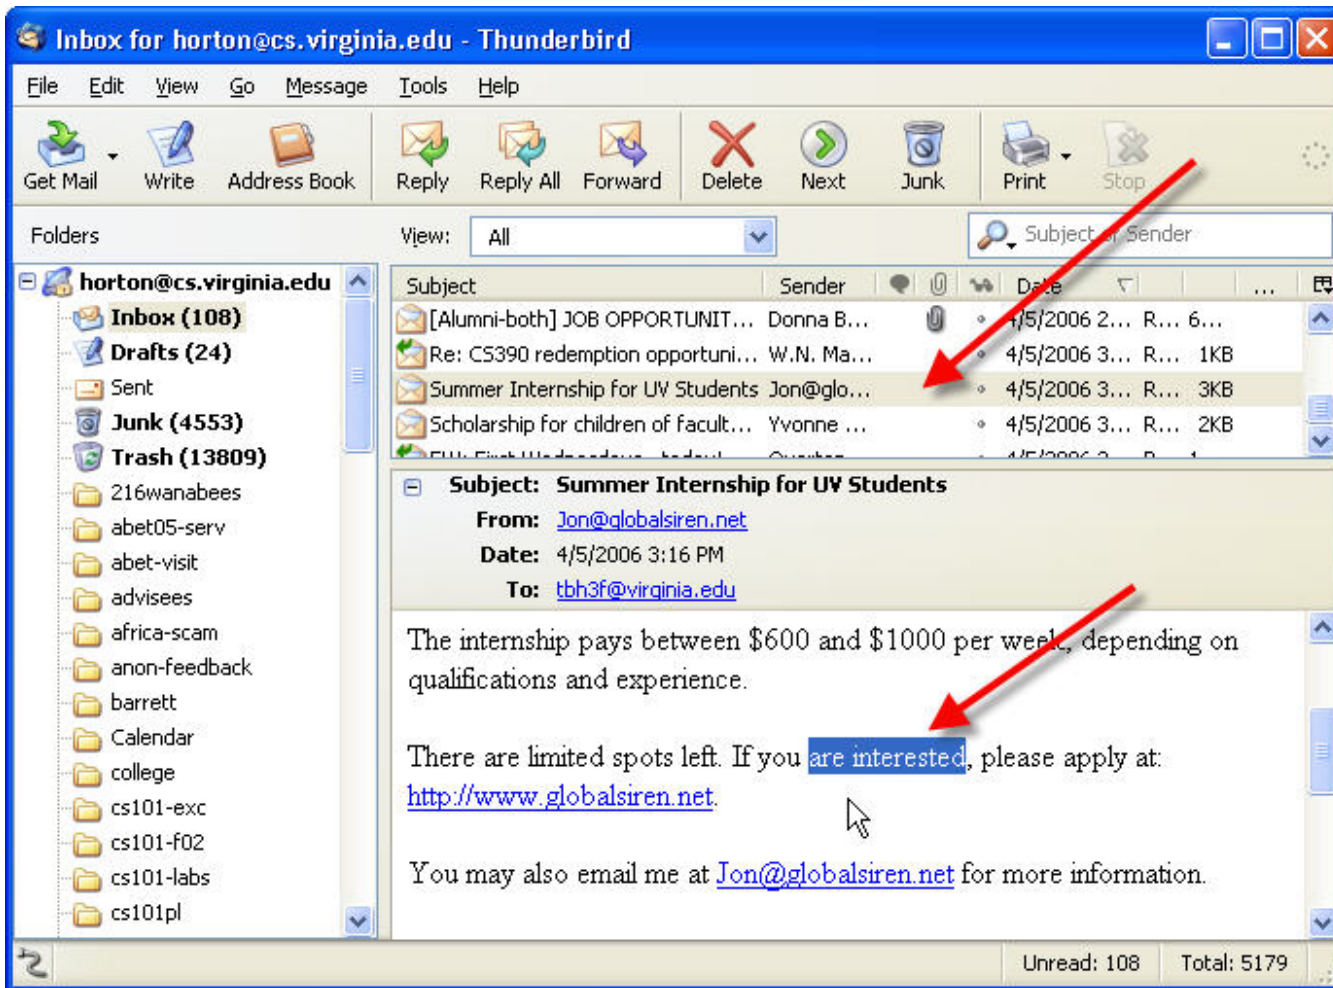 Inbox for horton@cs.virginia.edu - Thunderbird
File Edit View Go Message Tools Help
Get Mail Write Address Book Reply Reply All Forward Delete Next Junk Print Stop
Folders
View: All
Subject or Sender
horton@cs.virginia.edu
Inbox (108)
Drafts (24)
Sent
Junk (4553)
Trash (13809)
216wanabees
abet05-serv
abet-visit
advisees
africa-scam
anon-feedback
barrett
Calendar
college
cs101-exc
cs101-f02
cs101-labs
cs101pl
Subject Sender Date ...
[Alumni-both] JOB OPPORTUNIT... Donna B... 4/5/2006 2... R... 6...
Re: CS390 redemption opportuni... W.N. Ma... 4/5/2006 3... R... 1KB
Summer Internship for UV Students Jon@glo... 4/5/2006 3... R... 3KB
Scholarship for children of facult... Yvonne ... 4/5/2006 3... R... 2KB
Subject: Summer Internship for UV Students
From: Jon@globalsiren.net
Date: 4/5/2006 3:16 PM
To: tbh3f@virginia.edu
The internship pays between $600 and $1000 per week, depending on
qualifications and experience.
There are limited spots left. If you are interested, please apply at:
http://www.globalsiren.net.
You may also email me at Jon@globalsiren.net for more information.
Unread: 108 Total: 5179